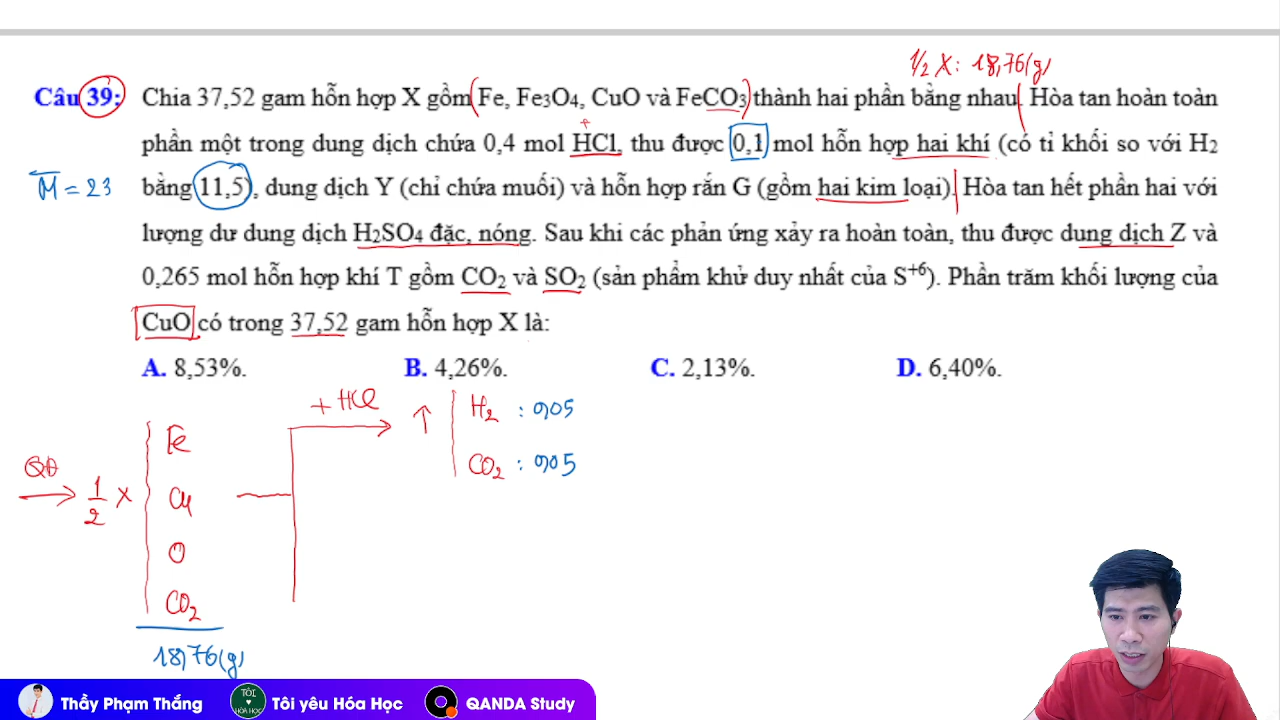 1/2 X: 18,76(g)
Câu 39: Chia 37,52 gam hỗn hợp X gồm (Fe, Fe3O4, CuO và FeCO3) thành hai phần bằng nhau. Hòa tan hoàn toàn
phần một trong dung dịch chứa 0,4 mol HCl, thu được 0,1 mol hỗn hợp hai khí (có tỉ khối so với H2
M = 23 bằng 11,5), dung dịch Y (chỉ chứa muối) và hỗn hợp rắn G (gồm hai kim loại). Hòa tan hết phần hai với
lượng dư dung dịch H2SO4 đặc, nóng. Sau khi các phản ứng xảy ra hoàn toàn, thu được dung dịch Z và
0,265 mol hỗn hợp khí T gồm CO2 và SO2 (sản phẩm khử duy nhất của S+6). Phần trăm khối lượng của
CuO có trong 37,52 gam hỗn hợp X là:
A. 8,53%. B. 4,26%. C. 2,13%. D. 6,40%.
+ HCl ↑ H2 : 0,05
Fe
CO2 : 0,05
QĐ 1/2 X Cu
O
CO2
18,76(g)
Thầy Phạm Thắng TÔI HÓA HỌC Tôi yêu Hóa Học QANDA Study